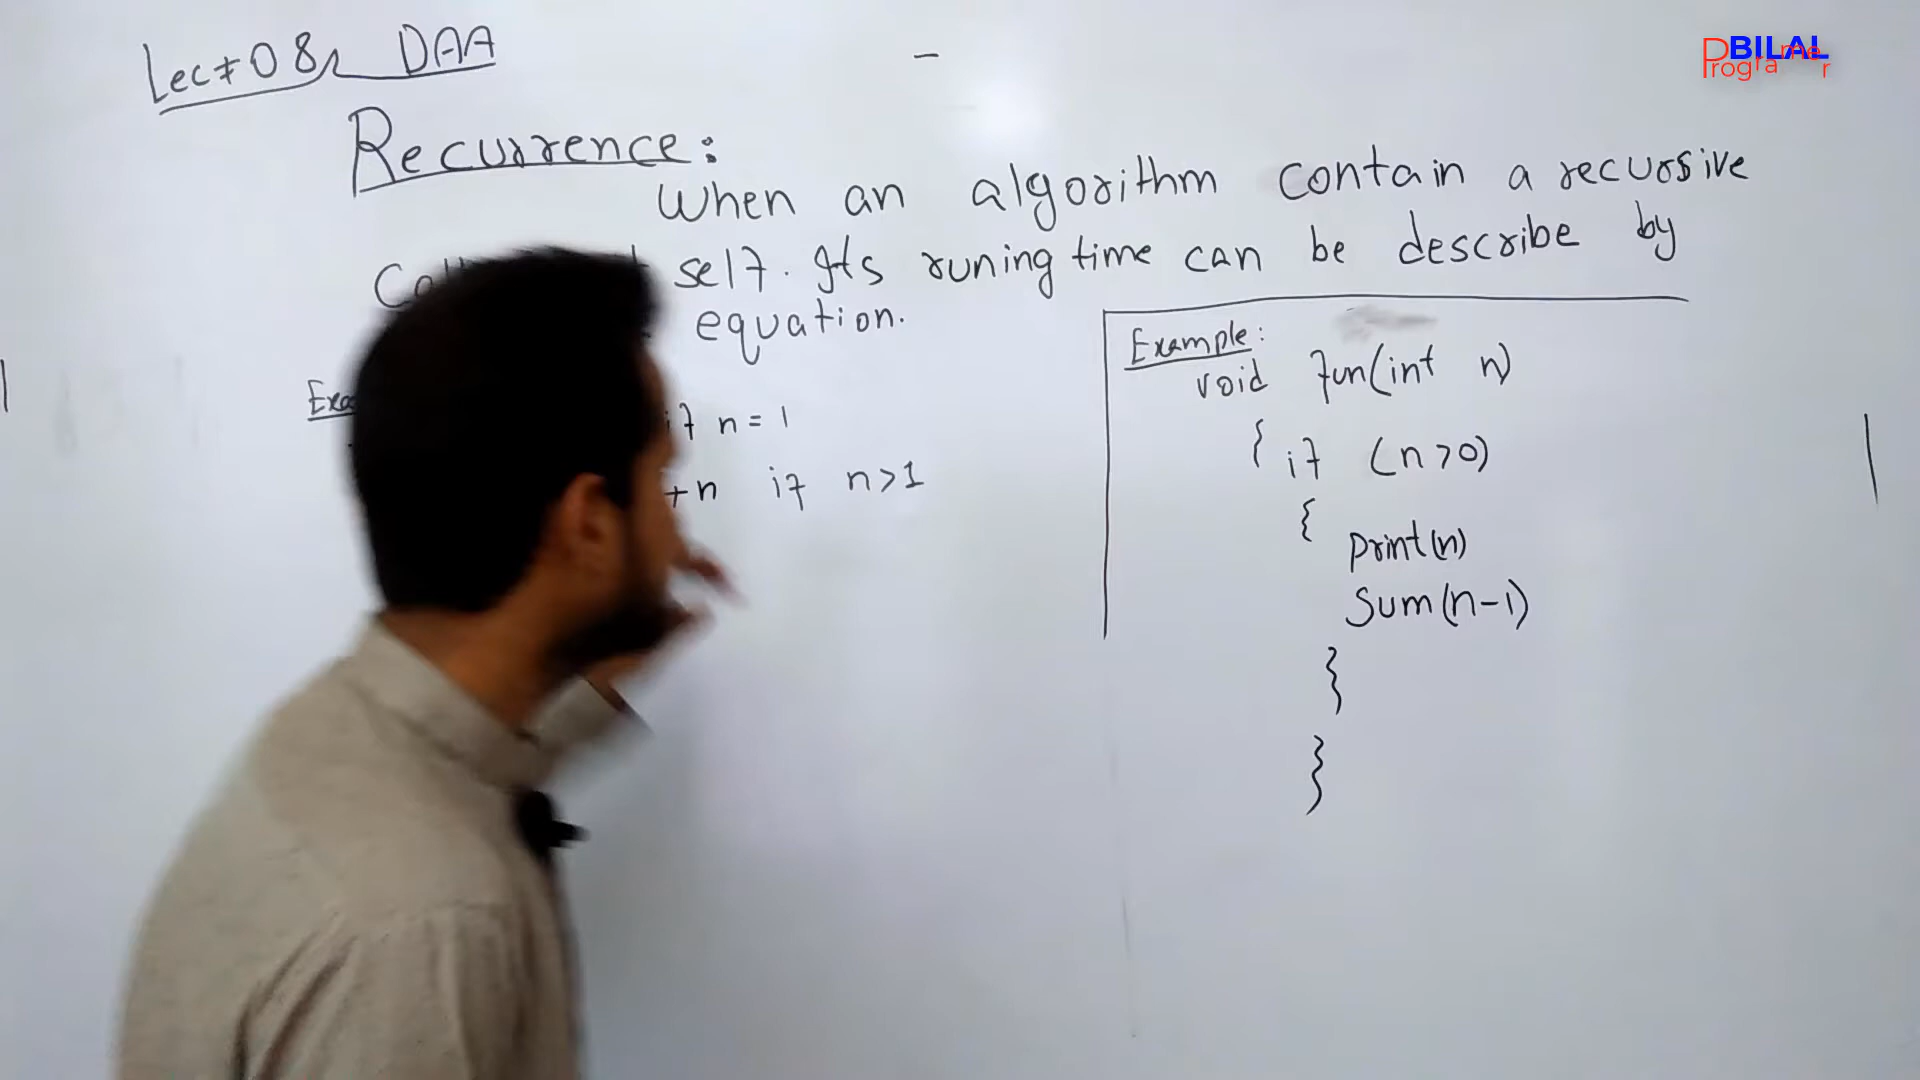 Lec# 08, DAA
BILAL
Programmer
Recurrence:
When an algorithm contain a recursive
self. Its runing time can be describe by
equation.
Example:
void fun(int n)
if n = 1
{ if (n>0)
+n if n>1
{
print(n)
Sum(n-1)
}
}